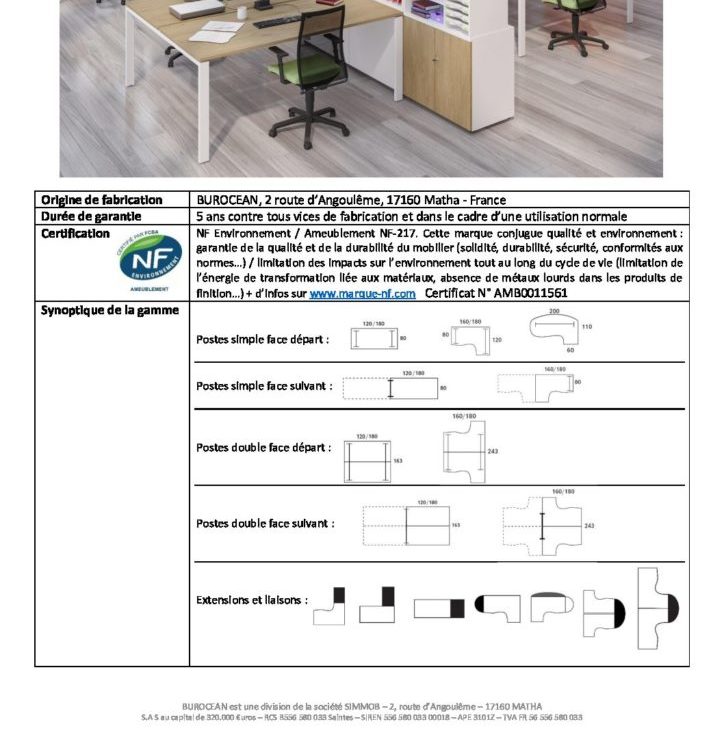 Origine de fabrication BUROCEAN, 2 route d'Angoulême, 17160 Matha - France
Durée de garantie 5 ans contre tous vices de fabrication et dans le cadre d'une utilisation normale
Certification NF Environnement / Ameublement NF-217. Cette marque conjugue qualité et environnement :
garantie de la qualité et de la durabilité du mobilier (solidité, durabilité, sécurité, conformités aux
normes...) / limitation des impacts sur l'environnement tout au long du cycle de vie (limitation de
l'énergie de transformation liée aux matériaux, absence de métaux lourds dans les produits de
finition...) + d'infos sur www.marque-nf.com Certificat N° AMB0011561
CERTIFIÉ PAR FCBA
NF
ENVIRONNEMENT
AMEUBLEMENT
Synoptique de la gamme
Postes simple face départ :
120/180
80
160/180
80
120
200
110
60
Postes simple face suivant :
120/180
80
160/180
80
Postes double face départ :
120/180
163
160/180
243
Postes double face suivant :
120/180
163
160/180
243
Extensions et liaisons :
BUROCEAN est une division de la société SIMMOB – 2, route d'Angoulême – 17160 MATHA
S.A.S au capital de 320.000 €uros – RCS B556 580 033 Saintes – SIREN 556 580 033 00018 – APE 3101Z – TVA FR 56 556 580 033